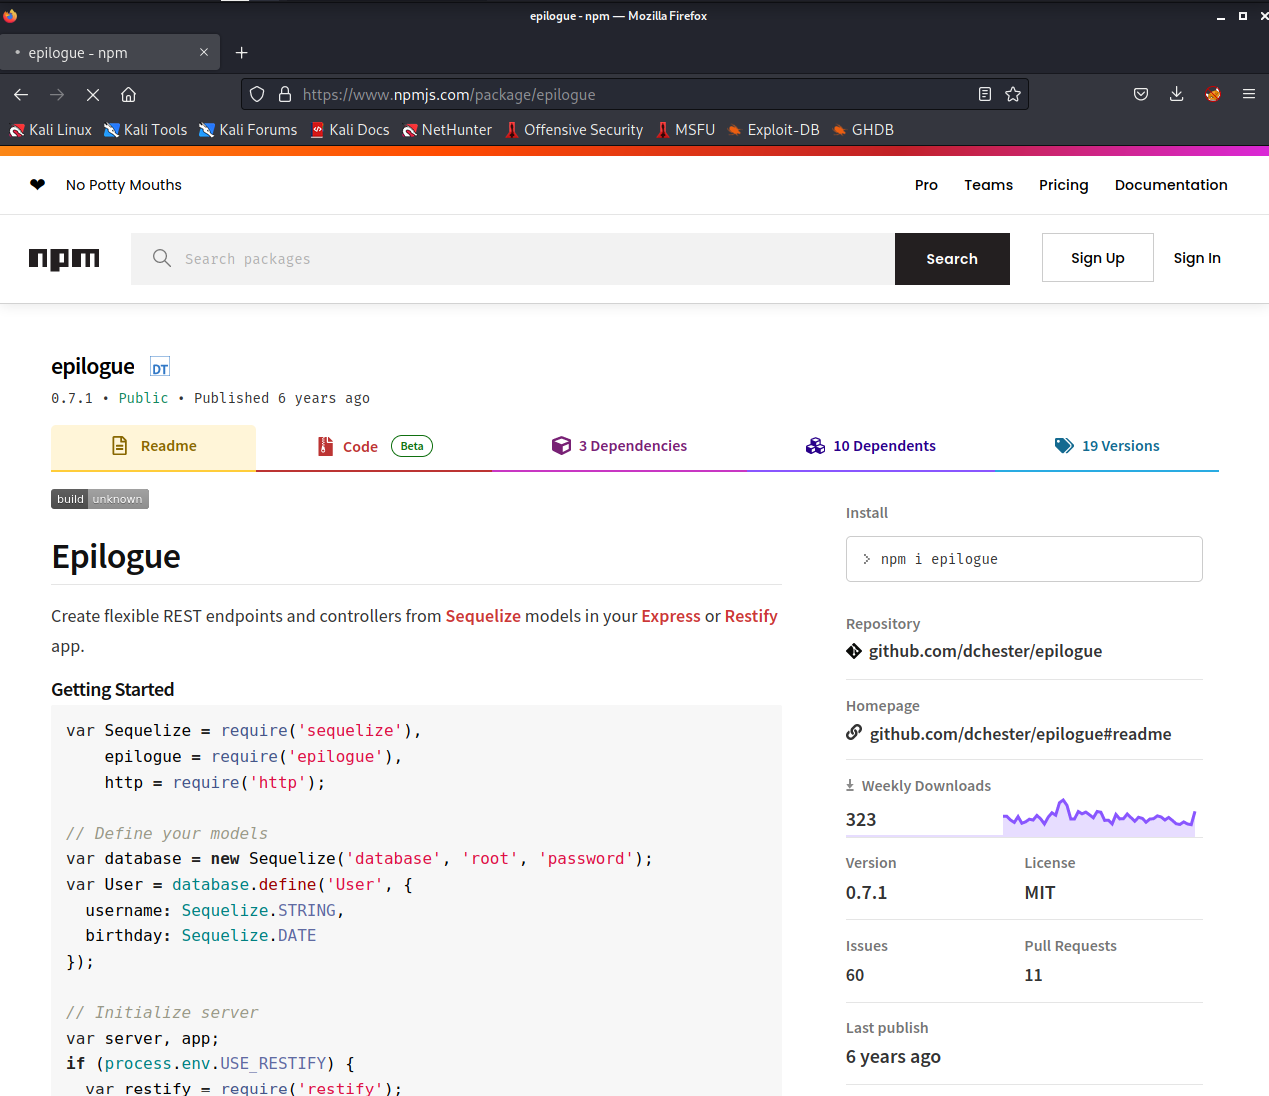 epilogue - npm — Mozilla Firefox
epilogue - npm
https://www.npmjs.com/package/epilogue
Kali Linux Kali Tools Kali Forums Kali Docs NetHunter Offensive Security MSFU Exploit-DB GHDB
❤ No Potty Mouths Pro Teams Pricing Documentation
npm Search packages Search Sign Up Sign In
epilogue DT
0.7.1 • Public • Published 6 years ago
Readme Code Beta 3 Dependencies 10 Dependents 19 Versions
build unknown
Epilogue
Create flexible REST endpoints and controllers from Sequelize models in your Express or Restify
app.
Getting Started
var Sequelize = require('sequelize'),
    epilogue = require('epilogue'),
    http = require('http');
// Define your models
var database = new Sequelize('database', 'root', 'password');
var User = database.define('User', {
  username: Sequelize.STRING,
  birthday: Sequelize.DATE
});
// Initialize server
var server, app;
if (process.env.USE_RESTIFY) {
  var restify = require('restify');
Install
> npm i epilogue
Repository
github.com/dchester/epilogue
Homepage
github.com/dchester/epilogue#readme
Weekly Downloads
323
Version License
0.7.1 MIT
Issues Pull Requests
60 11
Last publish
6 years ago